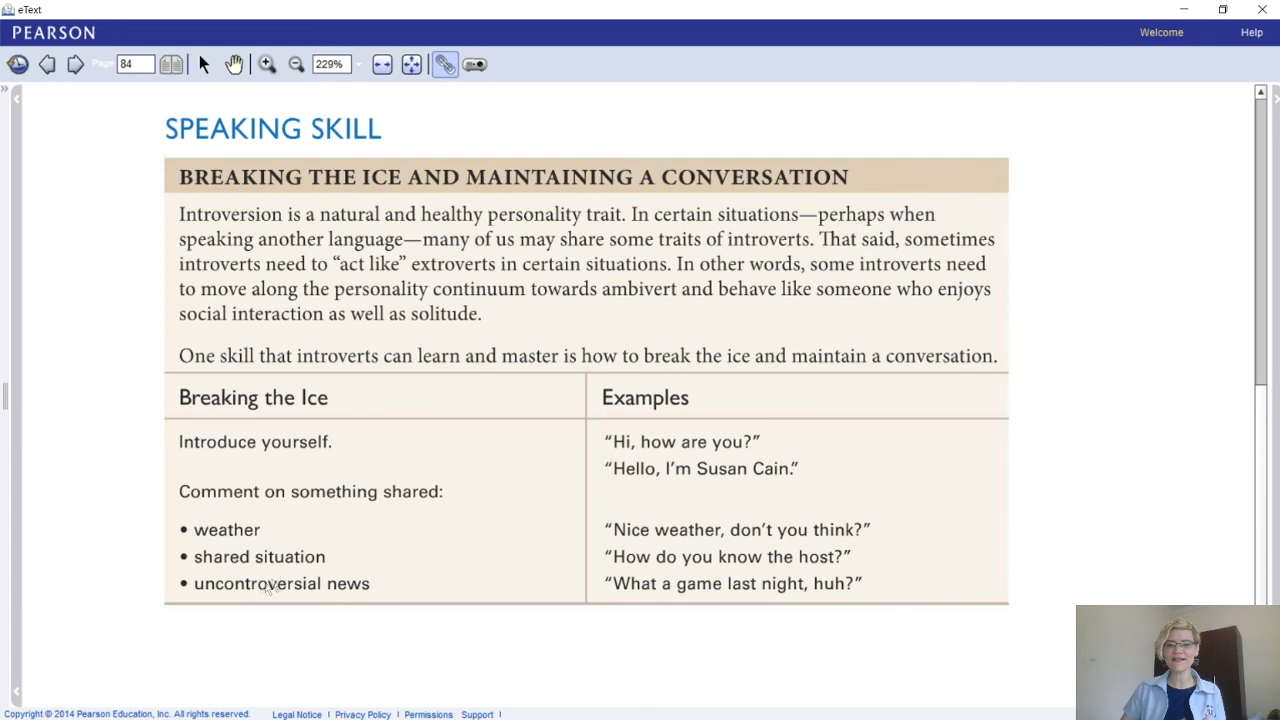 eText
PEARSON
Welcome
Help
Page 84
229%
SPEAKING SKILL
BREAKING THE ICE AND MAINTAINING A CONVERSATION
Introversion is a natural and healthy personality trait. In certain situations—perhaps when
speaking another language—many of us may share some traits of introverts. That said, sometimes
introverts need to “act like” extroverts in certain situations. In other words, some introverts need
to move along the personality continuum towards ambivert and behave like someone who enjoys
social interaction as well as solitude.
One skill that introverts can learn and master is how to break the ice and maintain a conversation.
Breaking the Ice
Examples
Introduce yourself.
“Hi, how are you?”
“Hello, I’m Susan Cain.”
Comment on something shared:
• weather
“Nice weather, don’t you think?”
• shared situation
“How do you know the host?”
• uncontroversial news
“What a game last night, huh?”
Copyright © 2014 Pearson Education, Inc. All rights reserved.
Legal Notice | Privacy Policy | Permissions Support |